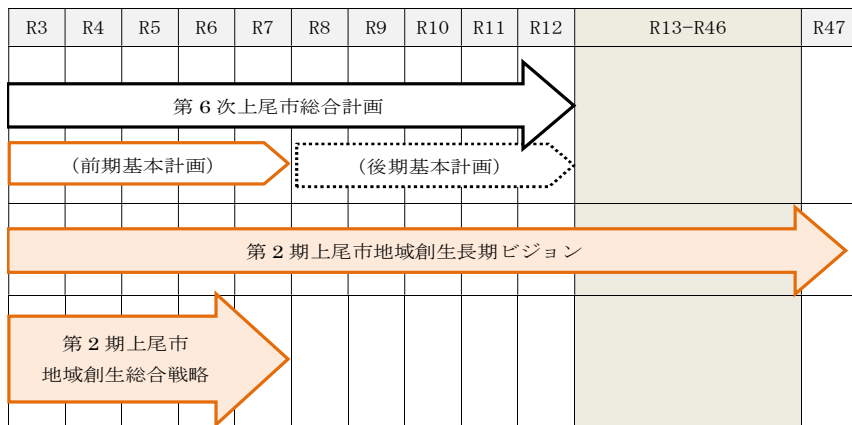 R3 R4 R5 R6 R7 R8 R9 R10 R11 R12 R13-R46 R47
第6次上尾市総合計画
(前期基本計画) (後期基本計画)
第2期上尾市地域創生長期ビジョン
第2期上尾市
地域創生総合戦略